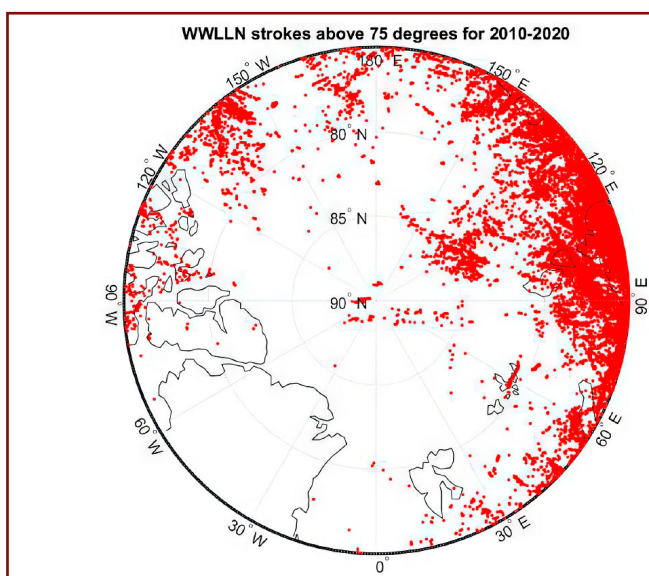 WWLLN strokes above 75 degrees for 2010-2020
180° E
150° W
150° E
80° N
120° W
120° E
85° N
90° N
90° W
90° E
60° W
60° E
30° W
30° E
0°